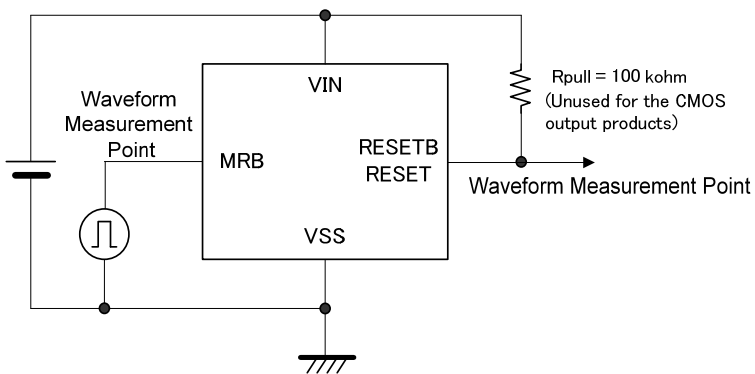 VIN
Rpull = 100 kohm
(Unused for the CMOS
output products)
Waveform
Measurement
Point
MRB
RESETB
RESET
Waveform Measurement Point
VSS